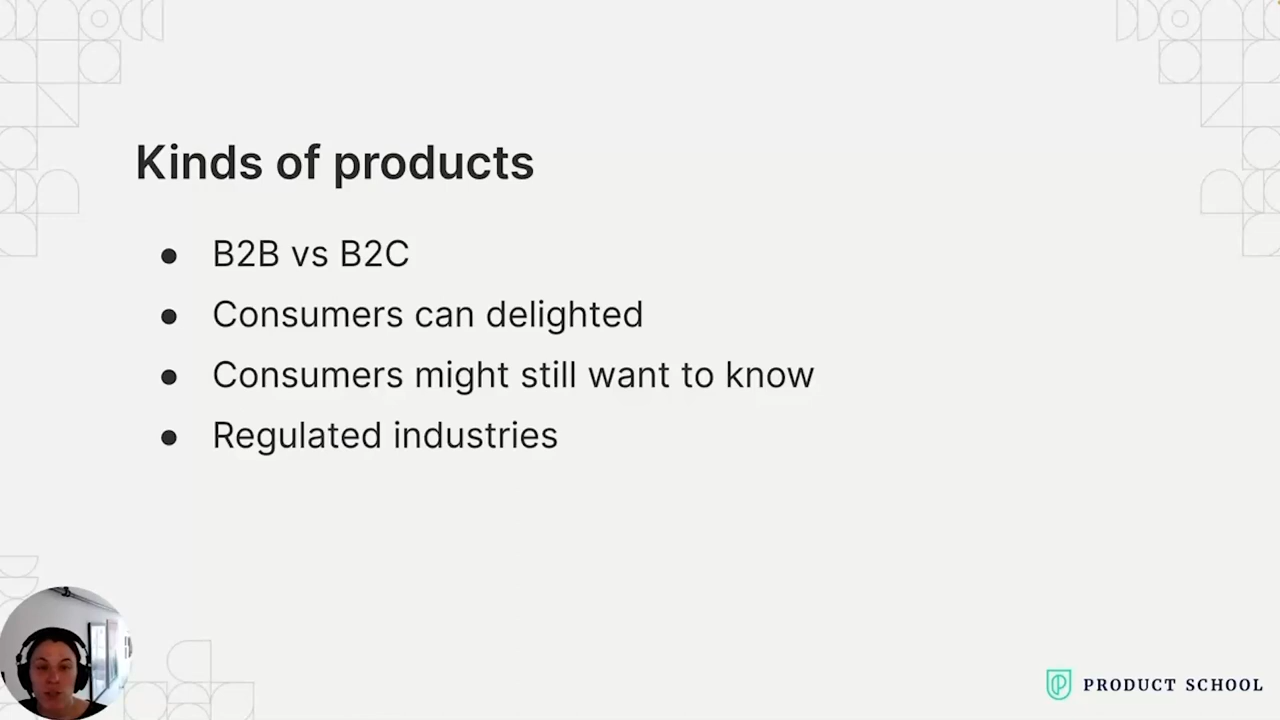 Kinds of products
● B2B vs B2C
● Consumers can delighted
● Consumers might still want to know
● Regulated industries
PRODUCT SCHOOL